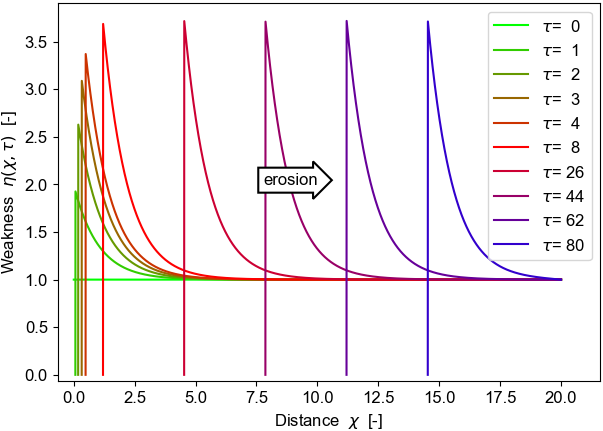 3.5
3.0
2.5
2.0
1.5
1.0
0.5
0.0
Weakness η(χ, τ) [-]
erosion
τ= 0
τ= 1
τ= 2
τ= 3
τ= 4
τ= 8
τ= 26
τ= 44
τ= 62
τ= 80
0.0 2.5 5.0 7.5 10.0 12.5 15.0 17.5 20.0
Distance χ [-]